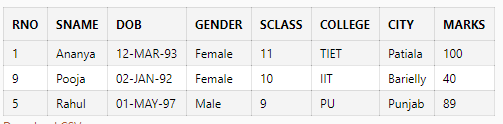 RNO SNAME DOB GENDER SCLASS COLLEGE CITY MARKS
1 Ananya 12-MAR-93 Female 11 TIET Patiala 100
9 Pooja 02-JAN-92 Female 10 IIT Barielly 40
5 Rahul 01-MAY-97 Male 9 PU Punjab 89